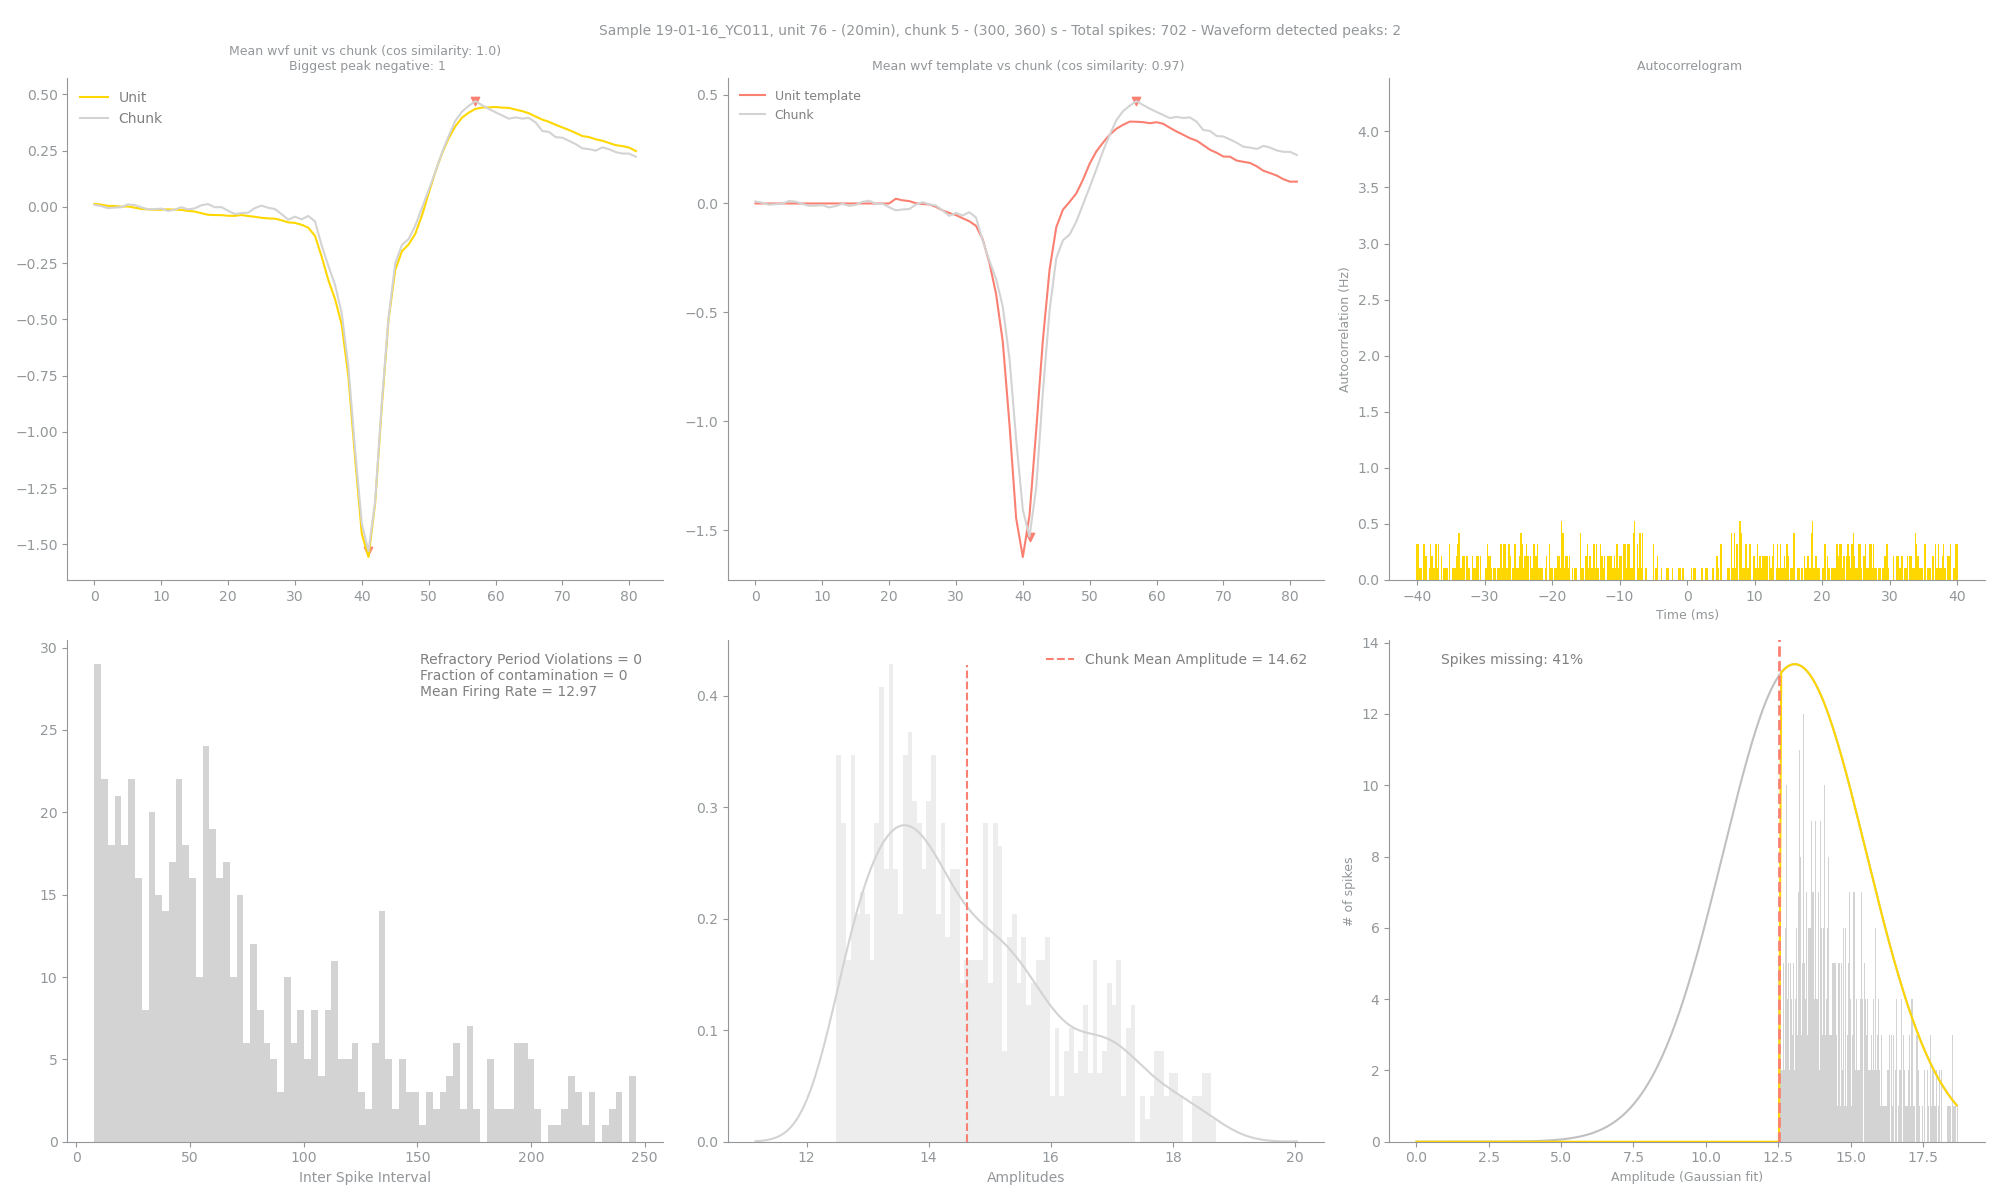 Sample 19-01-16_YC011, unit 76 - (20min), chunk 5 - (300, 360) s - Total spikes: 702 - Waveform detected peaks: 2
Mean wvf unit vs chunk (cos similarity: 1.0)
Biggest peak negative: 1
Unit
Chunk
0.50
0.25
0.00
−0.25
−0.50
−0.75
−1.00
−1.25
−1.50
0 10 20 30 40 50 60 70 80
Mean wvf template vs chunk (cos similarity: 0.97)
Unit template
Chunk
0.5
0.0
−0.5
−1.0
−1.5
0 10 20 30 40 50 60 70 80
Autocorrelogram
Autocorrelation (Hz)
4.0
3.5
3.0
2.5
2.0
1.5
1.0
0.5
0.0
−40 −30 −20 −10 0 10 20 30 40
Time (ms)
Refractory Period Violations = 0
Fraction of contamination = 0
Mean Firing Rate = 12.97
30
25
20
15
10
5
0
0 50 100 150 200 250
Inter Spike Interval
Chunk Mean Amplitude = 14.62
0.4
0.3
0.2
0.1
0.0
12 14 16 18 20
Amplitudes
Spikes missing: 41%
# of spikes
14
12
10
8
6
4
2
0
0.0 2.5 5.0 7.5 10.0 12.5 15.0 17.5
Amplitude (Gaussian fit)